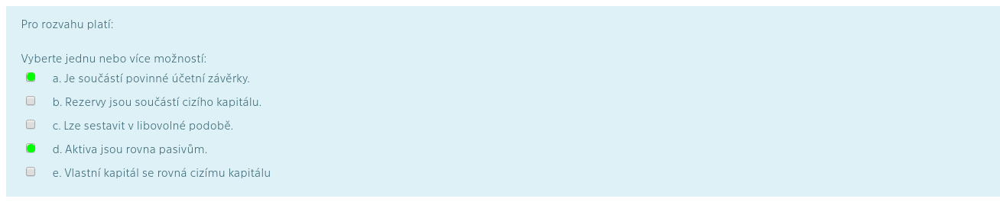 Pro rozvahu platí:
Vyberte jednu nebo více možností:
a. Je součástí povinné účetní závěrky.
b. Rezervy jsou součástí cizího kapitálu.
c. Lze sestavit v libovolné podobě.
d. Aktiva jsou rovna pasivům.
e. Vlastní kapitál se rovná cizímu kapitálu